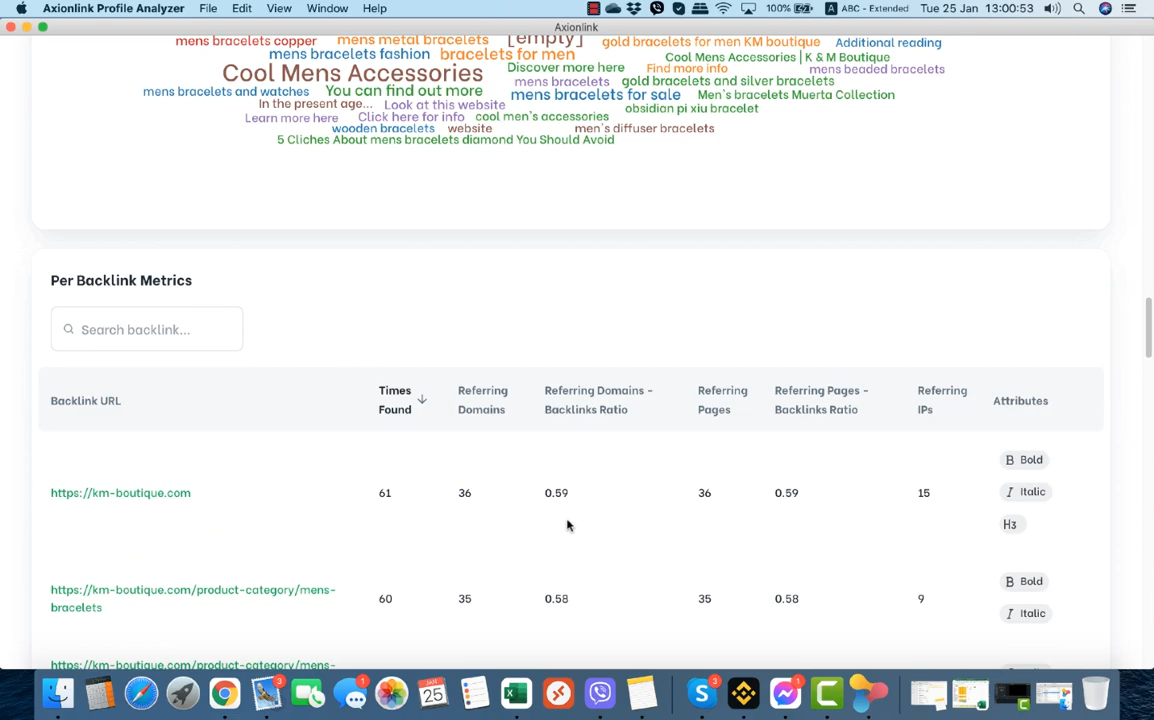 Axionlink Profile Analyzer File Edit View Window Help 100% A ABC - Extended Tue 25 Jan 13:00:53
Axionlink
mens bracelets copper mens metal bracelets [empty] gold bracelets for men KM boutique Additional reading
mens bracelets fashion bracelets for men Cool Mens Accessories | K & M Boutique
Cool Mens Accessories Discover more here Find more info mens beaded bracelets
mens bracelets and watches You can find out more mens bracelets gold bracelets and silver bracelets
In the present age... Look at this website mens bracelets for sale Men's bracelets Muerta Collection
Learn more here Click here for info cool men's accessories obsidian pi xiu bracelet
wooden bracelets website men's diffuser bracelets
5 Cliches About mens bracelets diamond You Should Avoid
Per Backlink Metrics
Search backlink...
Backlink URL Times Found Referring Domains Referring Domains - Backlinks Ratio Referring Pages Referring Pages - Backlinks Ratio Referring IPs Attributes
https://km-boutique.com 61 36 0.59 36 0.59 15
B Bold
I Italic
H3
https://km-boutique.com/product-category/mens-
bracelets
60 35 0.58 35 0.58 9
B Bold
I Italic
https://km-boutique.com/product-category/mens-
3 1 JAN 25 3 1